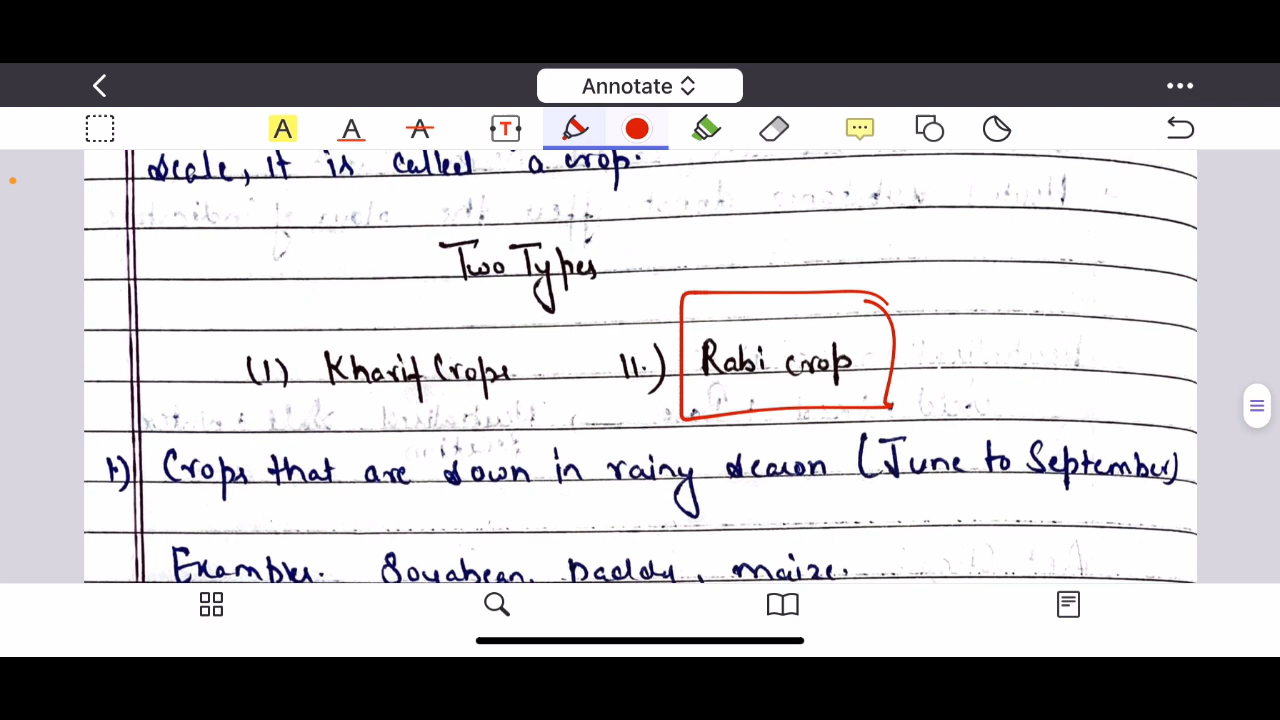 Annotate
A A A T
scale, It is called a crop.
Two Types
(1) Kharif Crops 11.) Rabi crop
1) Crops that are sown in rainy season (June to September)
Examples. Soyabean, Paddy, maize.